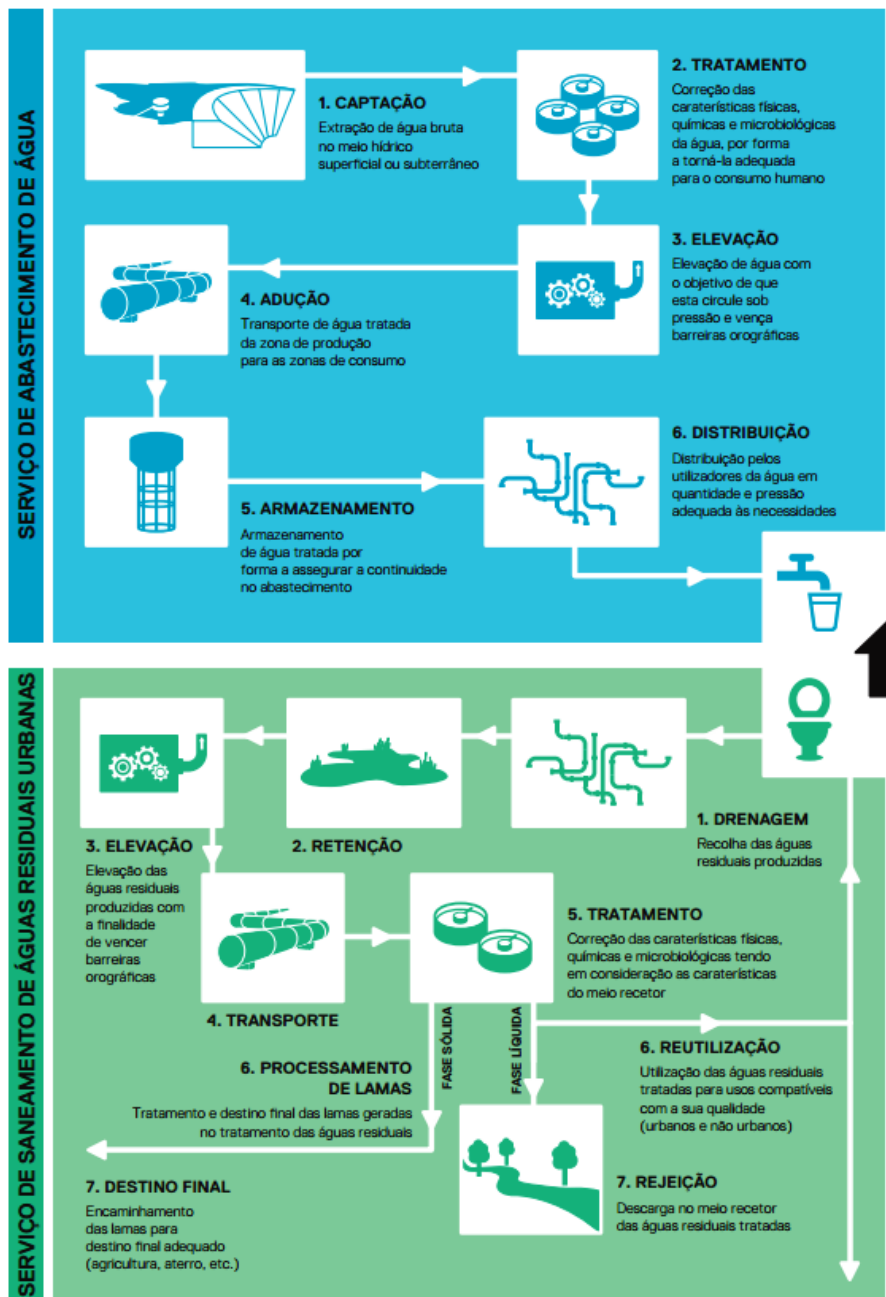 SERVIÇO DE ABASTECIMENTO DE ÁGUA
1. CAPTAÇÃO
Extração de água bruta
no meio hídrico
superficial ou subterrâneo
2. TRATAMENTO
Correção das
caraterísticas físicas,
químicas e microbiológicas
da água, por forma
a torná-la adequada
para o consumo humano
3. ELEVAÇÃO
Elevação de água com
o objetivo de que
esta circule sob
pressão e vença
barreiras orográficas
4. ADUÇÃO
Transporte de água tratada
da zona de produção
para as zonas de consumo
5. ARMAZENAMENTO
Armazenamento
de água tratada por
forma a assegurar a continuidade
no abastecimento
6. DISTRIBUIÇÃO
Distribuição pelos
utilizadores da água em
quantidade e pressão
adequada às necessidades
SERVIÇO DE SANEAMENTO DE ÁGUAS RESIDUAIS URBANAS
1. DRENAGEM
Recolha das águas
residuais produzidas
2. RETENÇÃO
3. ELEVAÇÃO
Elevação das
águas residuais
produzidas com
a finalidade
de vencer
barreiras
orográficas
4. TRANSPORTE
5. TRATAMENTO
Correção das caraterísticas físicas,
químicas e microbiológicas tendo
em consideração as caraterísticas
do meio recetor
FASE SÓLIDA
FASE LÍQUIDA
6. PROCESSAMENTO
DE LAMAS
Tratamento e destino final das lamas geradas
no tratamento das águas residuais
6. REUTILIZAÇÃO
Utilização das águas residuais
tratadas para usos compatíveis
com a sua qualidade
(urbanos e não urbanos)
7. DESTINO FINAL
Encaminhamento
das lamas para
destino final adequado
(agricultura, aterro, etc.)
7. REJEIÇÃO
Descarga no meio recetor
das águas residuais tratadas